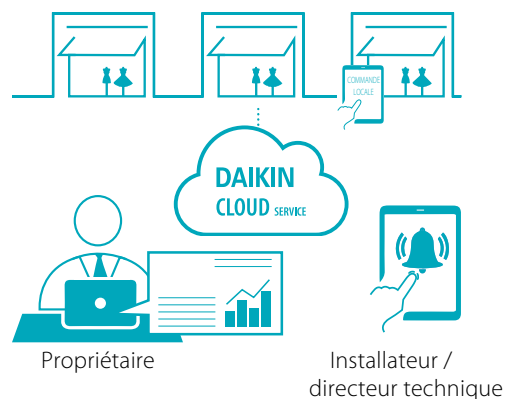 COMMANDE
LOCALE
DAIKIN
CLOUD SERVICE
Propriétaire
Installateur /
directeur technique